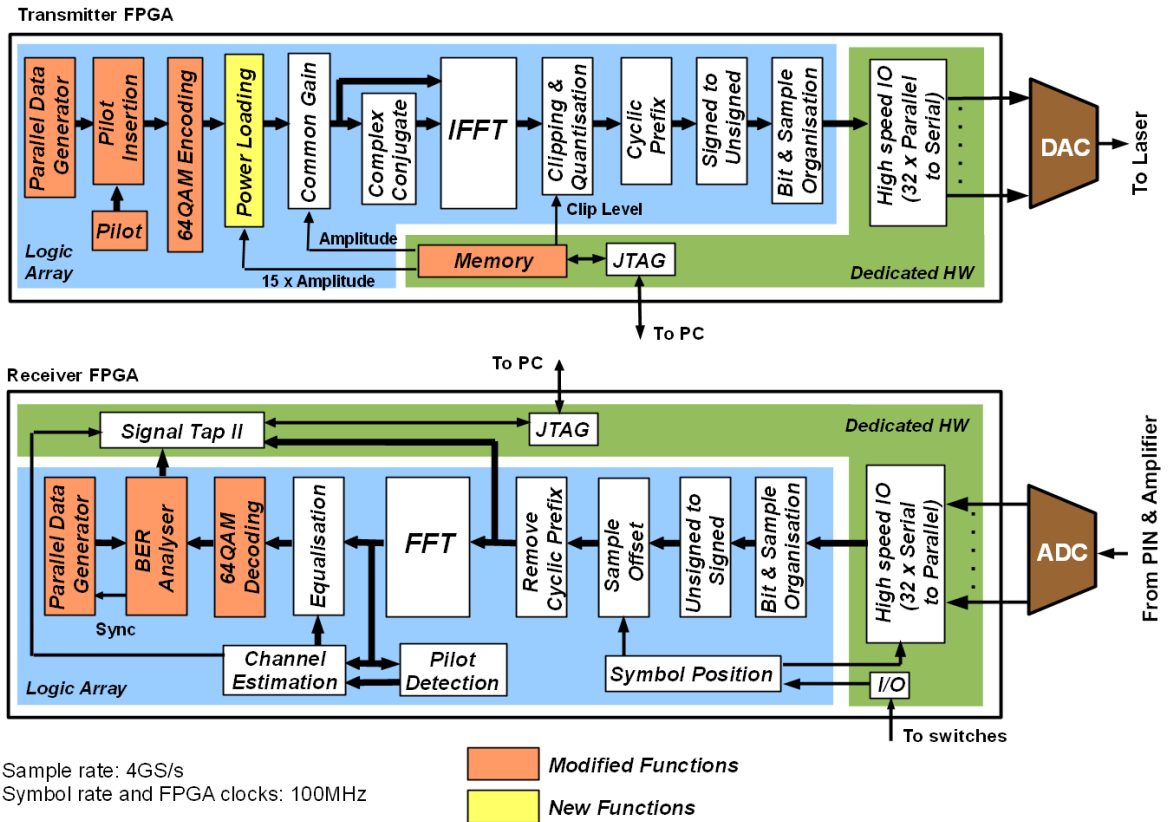 Transmitter FPGA
Parallel Data
Generator
Pilot
Insertion
Pilot
64QAM Encoding
Power Loading
Common Gain
Complex
Conjugate
IFFT
Clipping &
Quantisation
Cyclic
Prefix
Signed to
Unsigned
Bit & Sample
Organisation
High speed IO
(32 x Parallel
to Serial)
DAC
To Laser
Clip Level
Amplitude
Logic
Array
15 x Amplitude
Memory
JTAG
Dedicated HW
To PC
Receiver FPGA
To PC
Signal Tap II
JTAG
Dedicated HW
Parallel Data
Generator
BER
Analyser
64QAM
Decoding
Equalisation
FFT
Remove
Cyclic Prefix
Sample
Offset
Unsigned to
Signed
Bit & Sample
Organisation
High speed IO
(32 x Serial
to Parallel)
ADC
From PIN & Amplifier
Sync
Channel
Estimation
Pilot
Detection
Symbol Position
I/O
Logic Array
To switches
Sample rate: 4GS/s
Symbol rate and FPGA clocks: 100MHz
Modified Functions
New Functions